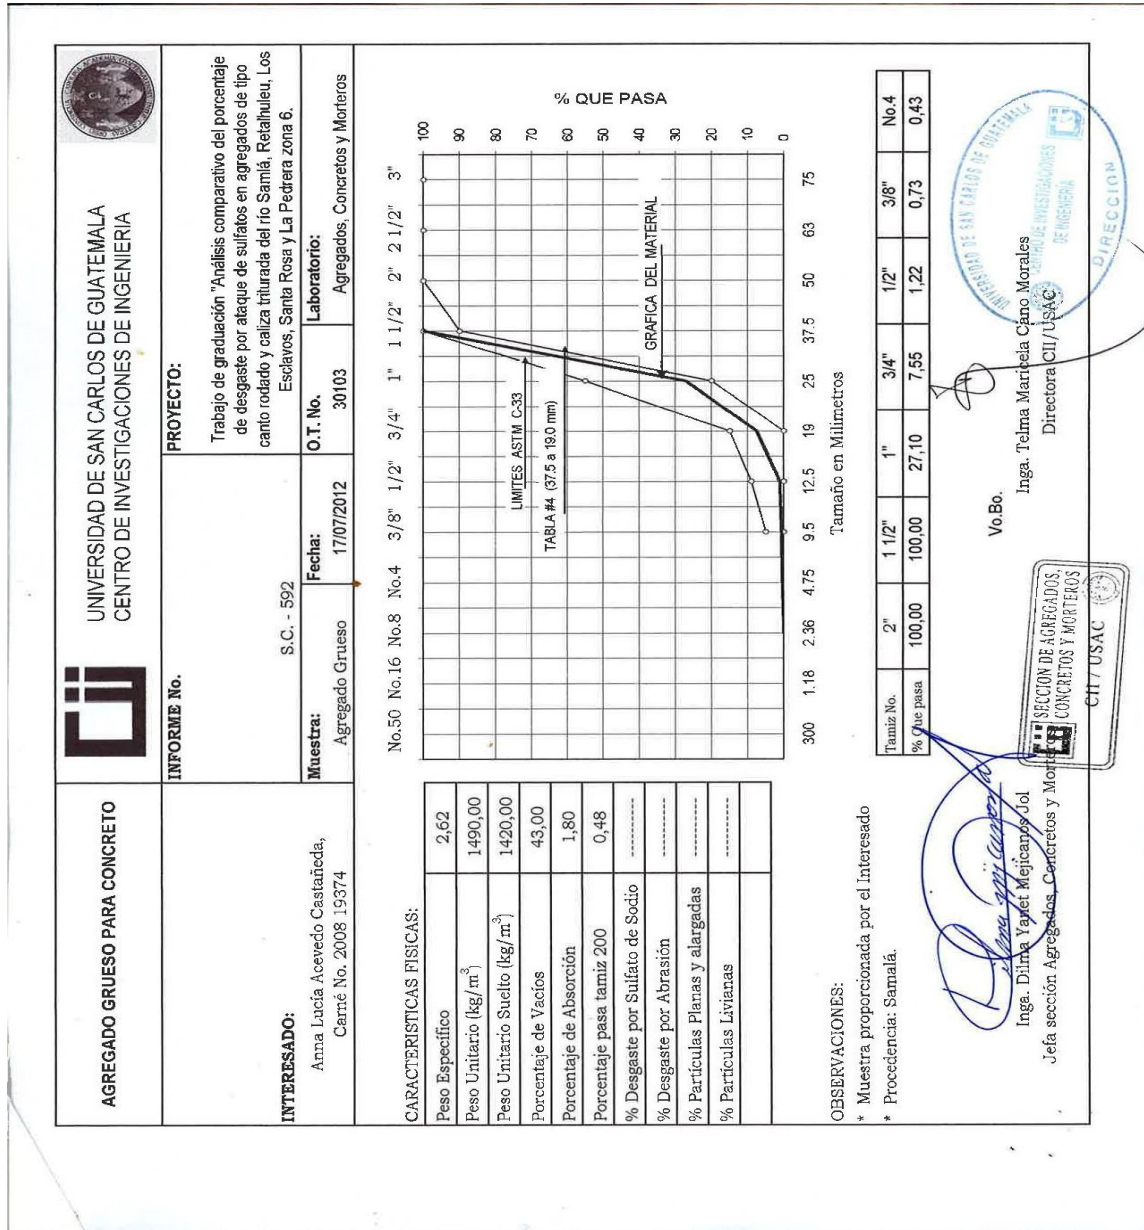 AGREGADO GRUESO PARA CONCRETO
UNIVERSIDAD DE SAN CARLOS DE GUATEMALA
CENTRO DE INVESTIGACIONES DE INGENIERIA
INTERESADO:
Anna Lucía Acevedo Castañeda,
Carné No. 2008 19374
INFORME No.
S.C. - 592
PROYECTO:
Trabajo de graduación "Análisis comparativo del porcentaje
de desgaste por ataque de sulfatos en agregados de tipo
canto rodado y caliza triturada del río Samlá, Retalhuleu, Los
Esclavos, Santa Rosa y La Pedrera zona 6.
Muestra:
Agregado Grueso
Fecha:
17/07/2012
O.T. No.
30103
Laboratorio:
Agregados, Concretos y Morteros
CARACTERISTICAS FISICAS:
Peso Específico 2,62
Peso Unitario (kg/m³) 1490,00
Peso Unitario Suelto (kg/m³) 1420,00
Porcentaje de Vacíos 43,00
Porcentaje de Absorción 1,80
Porcentaje pasa tamiz 200 0,48
% Desgaste por Sulfato de Sodio ----------
% Desgaste por Abrasión ----------
% Partículas Planas y alargadas ----------
% Partículas Livianas ----------
No.50 No.16 No.8 No.4 3/8" 1/2" 3/4" 1" 1 1/2" 2" 2 1/2" 3"
100
90
80
70
60
50
40
30
20
10
0
% QUE PASA
LIMITES ASTM C-33
TABLA #4 (37.5 a 19.0 mm)
GRAFICA DEL MATERIAL
300 1.18 2.36 4.75 9.5 12.5 19 25 37.5 50 63 75
Tamaño en Milimetros
OBSERVACIONES:
* Muestra proporcionada por el Interesado
* Procedencia: Samalá.
Tamiz No. 2" 1 1/2" 1" 3/4" 1/2" 3/8" No.4
% Que pasa 100,00 100,00 27,10 7,55 1,22 0,73 0,43
Vo.Bo.
Inga. Dilma Yanet Mejicanos Jol
Jefa sección Agregados, Concretos y Morteros
SECCION DE AGREGADOS,
CONCRETOS Y MORTEROS
CII / USAC
Inga. Telma Maricela Cano Morales
Directora CII/USAC
UNIVERSIDAD DE SAN CARLOS DE GUATEMALA
CENTRO DE INVESTIGACIONES
DE INGENIERIA
DIRECCION